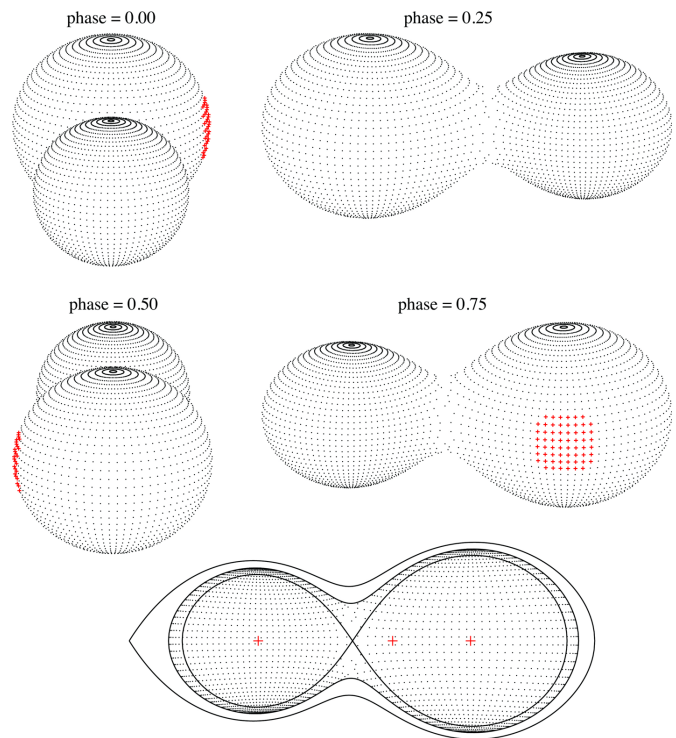 phase = 0.00
phase = 0.25
phase = 0.50
phase = 0.75